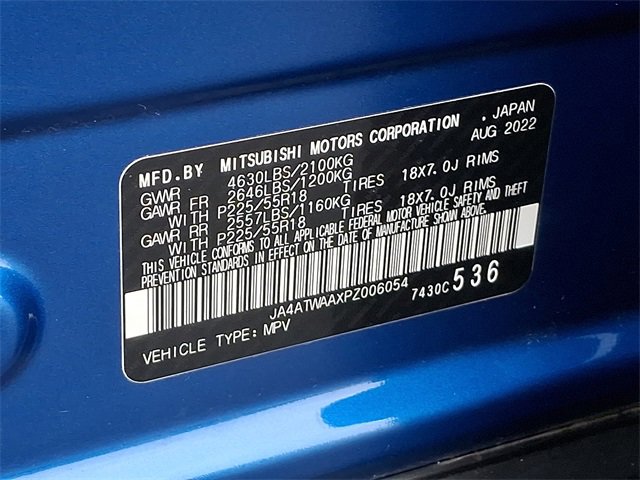 MFD.BY MITSUBISHI MOTORS CORPORATION . JAPAN
AUG 2022
GVWR 4630LBS/2100KG
GAWR FR 2646LBS/1200KG TIRES 18X7.0J RIMS
WITH P225/55R18
GAWR RR 2557LBS/1160KG TIRES 18X7.0J RIMS
WITH P225/55R18
THIS VEHICLE CONFORMS TO ALL APPLICABLE FEDERAL MOTOR VEHICLE SAFETY AND THEFT
PREVENTION STANDARDS IN EFFECT ON THE DATE OF MANUFACTURE SHOWN ABOVE.
JA4ATWAAXPZ006054 7430C 536
VEHICLE TYPE: MPV